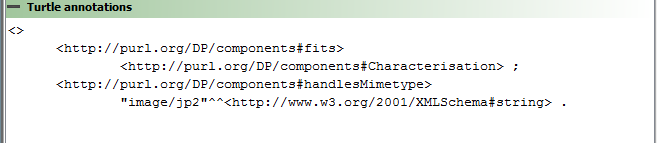 Turtle annotations
<>
<http://purl.org/DP/components#fits>
<http://purl.org/DP/components#Characterisation> ;
<http://purl.org/DP/components#handlesMimetype>
"image/jp2"^^<http://www.w3.org/2001/XMLSchema#string> .